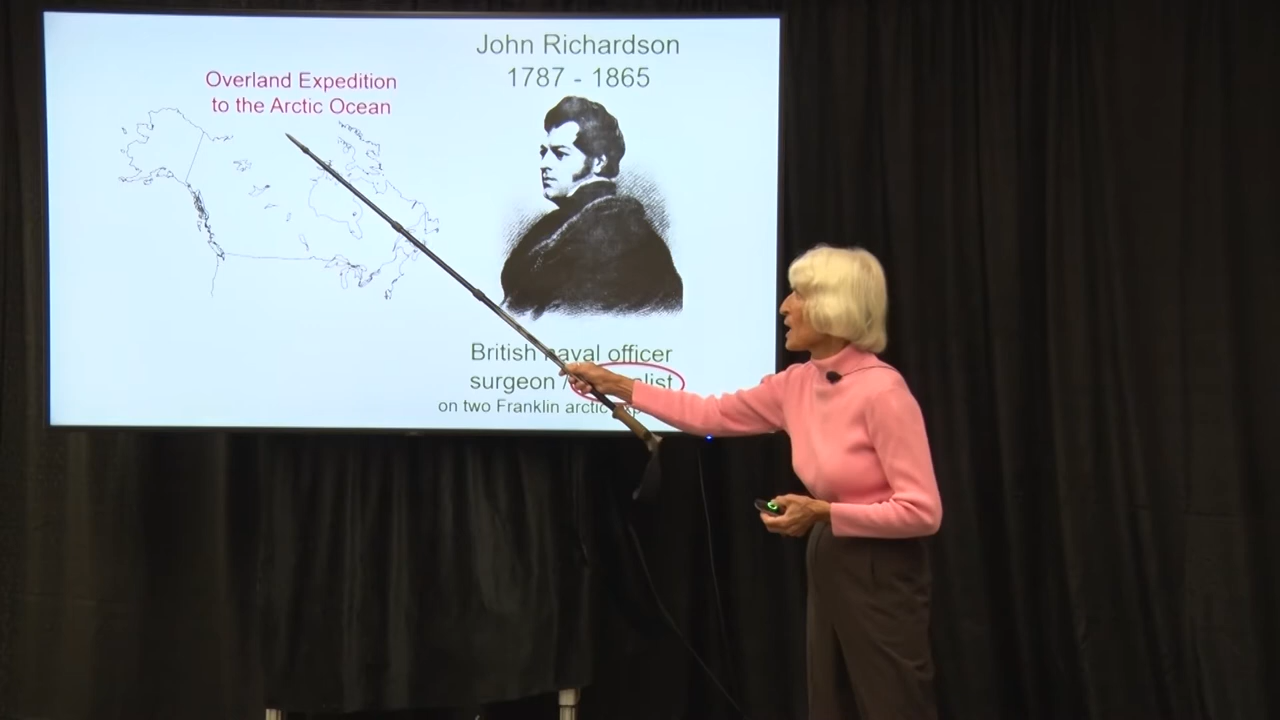 John Richardson
1787 - 1865
Overland Expedition
to the Arctic Ocean
British naval officer
surgeon /
on two Franklin arctic